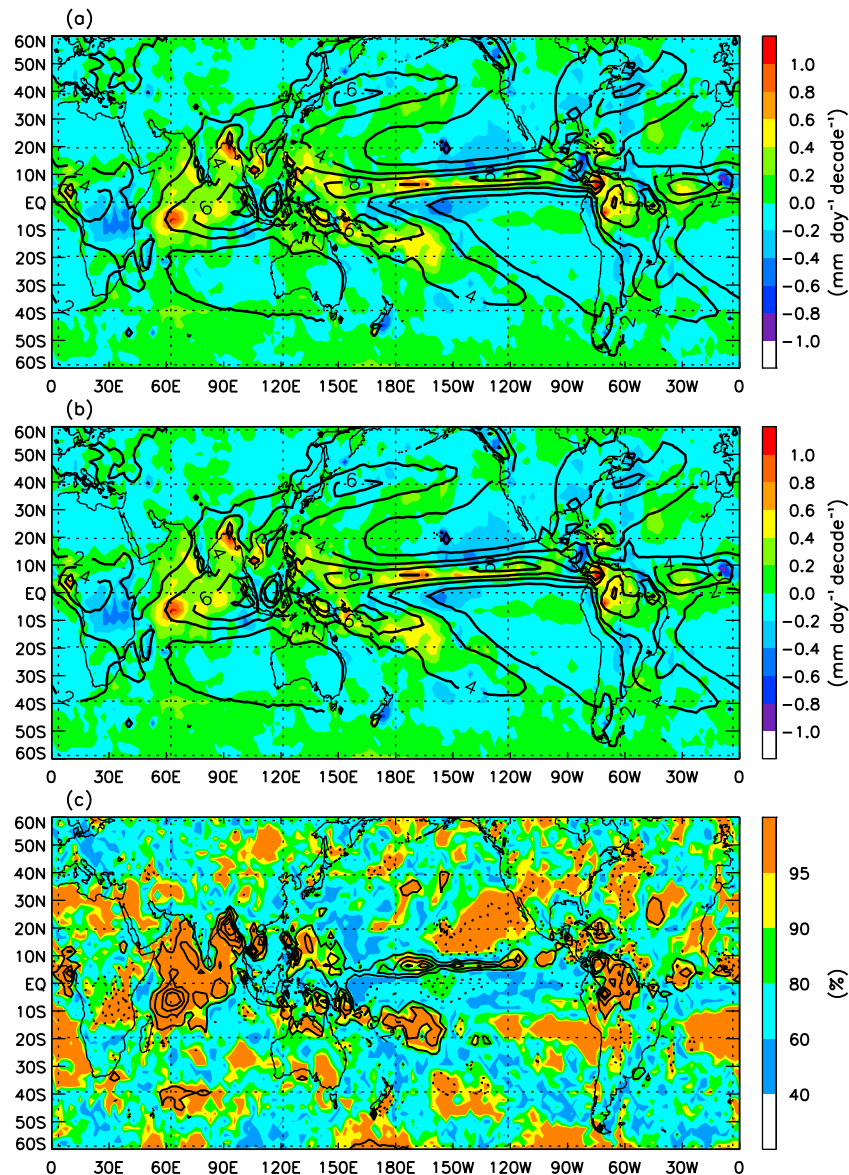 (a)
60N
50N
40N
30N
20N
10N
EQ
10S
20S
30S
40S
50S
60S
0 30E 60E 90E 120E 150E 180E 150W 120W 90W 60W 30W 0
1.0
0.8
0.6
0.4
0.2
0.0
−0.2
−0.4
−0.6
−0.8
−1.0
(mm day⁻¹ decade⁻¹)
(b)
60N
50N
40N
30N
20N
10N
EQ
10S
20S
30S
40S
50S
60S
0 30E 60E 90E 120E 150E 180E 150W 120W 90W 60W 30W 0
1.0
0.8
0.6
0.4
0.2
0.0
−0.2
−0.4
−0.6
−0.8
−1.0
(mm day⁻¹ decade⁻¹)
(c)
60N
50N
40N
30N
20N
10N
EQ
10S
20S
30S
40S
50S
60S
0 30E 60E 90E 120E 150E 180E 150W 120W 90W 60W 30W 0
95
90
80
60
40
(%)